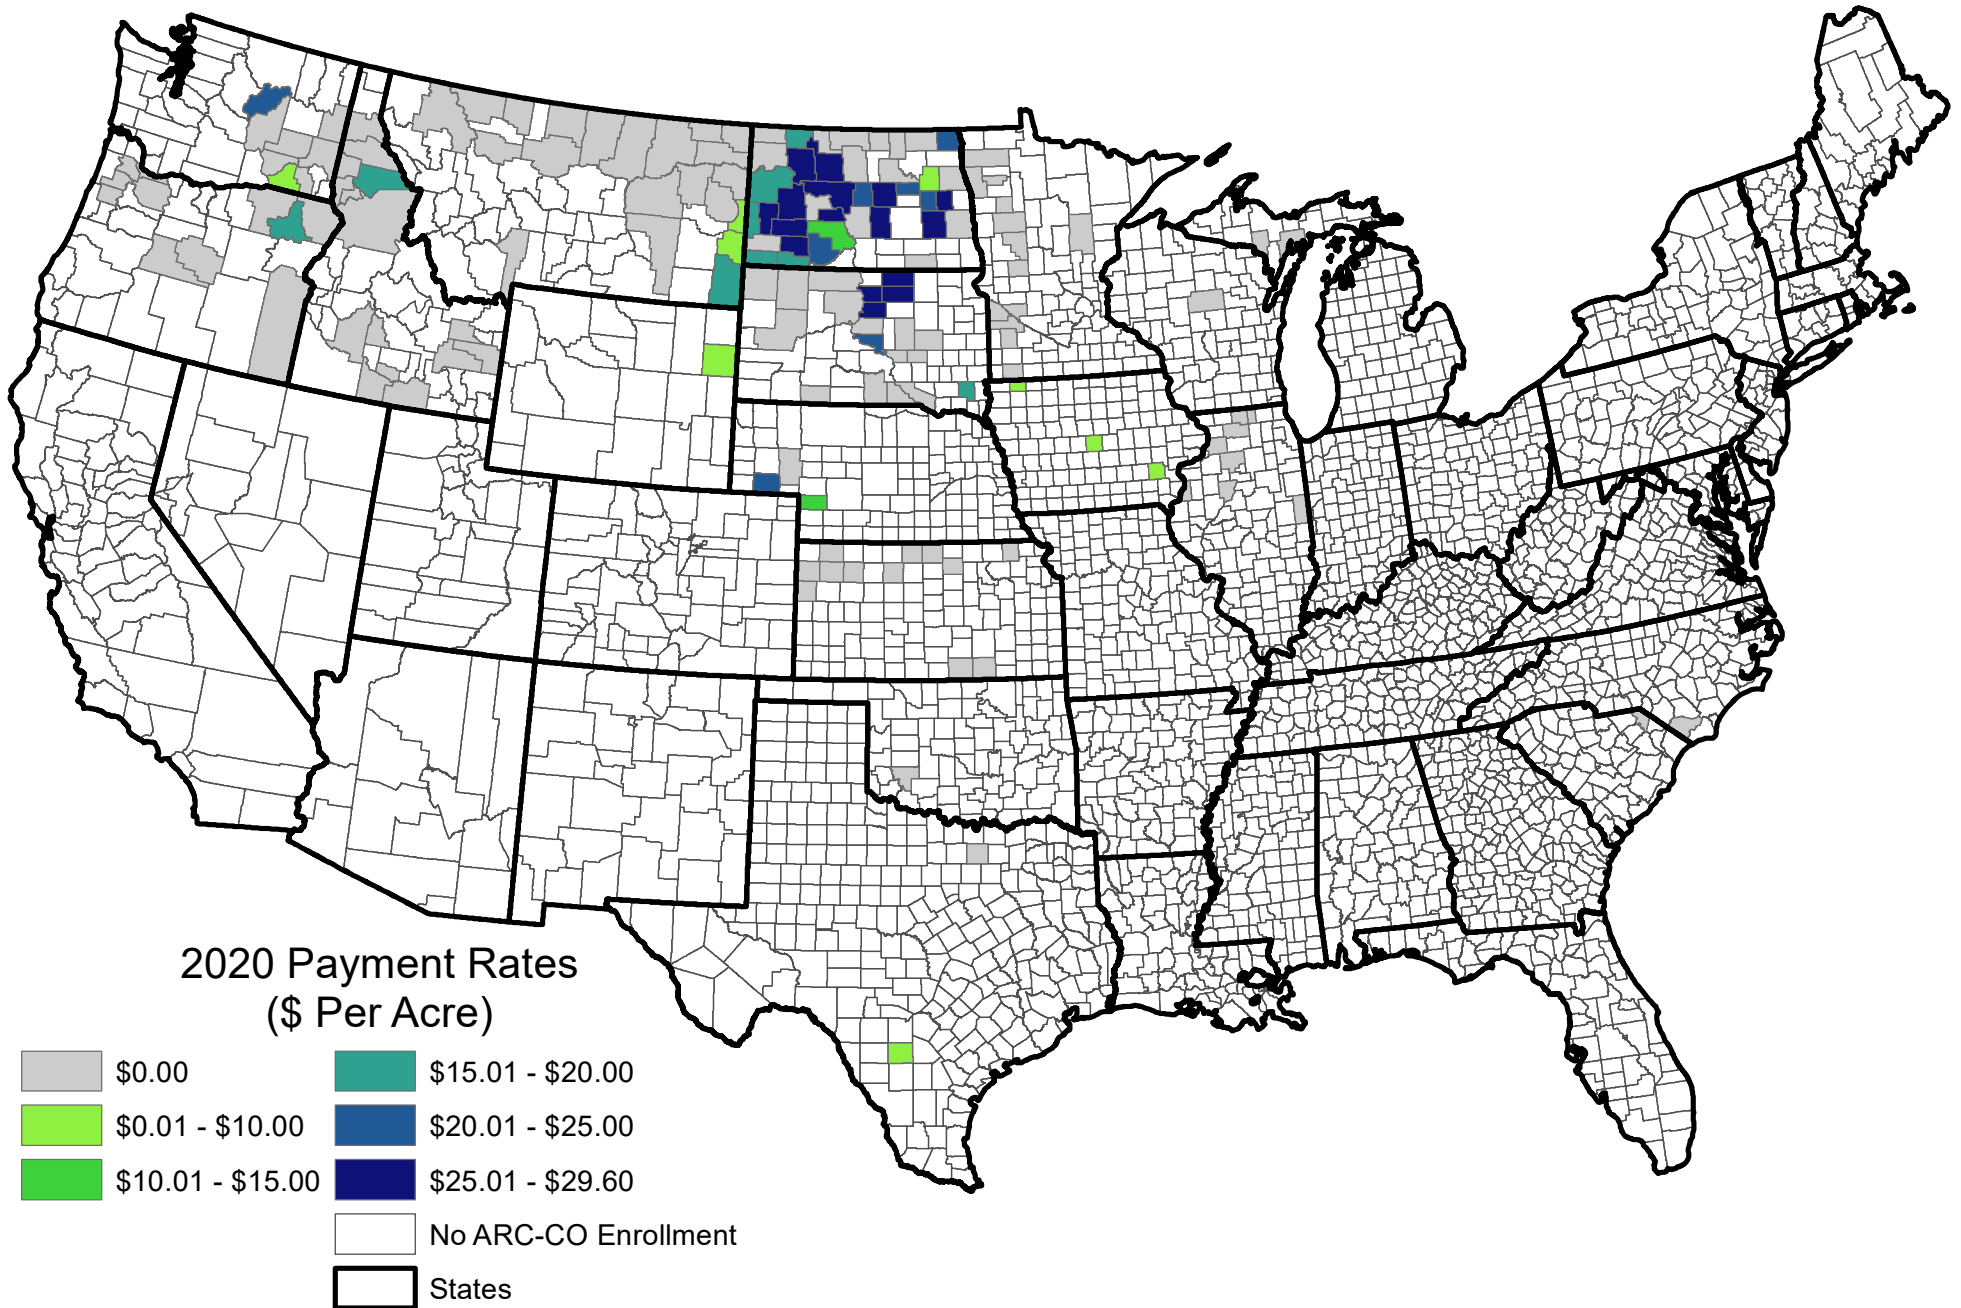 2020 Payment Rates
($ Per Acre)
$0.00
$0.01 - $10.00
$10.01 - $15.00
$15.01 - $20.00
$20.01 - $25.00
$25.01 - $29.60
No ARC-CO Enrollment
States